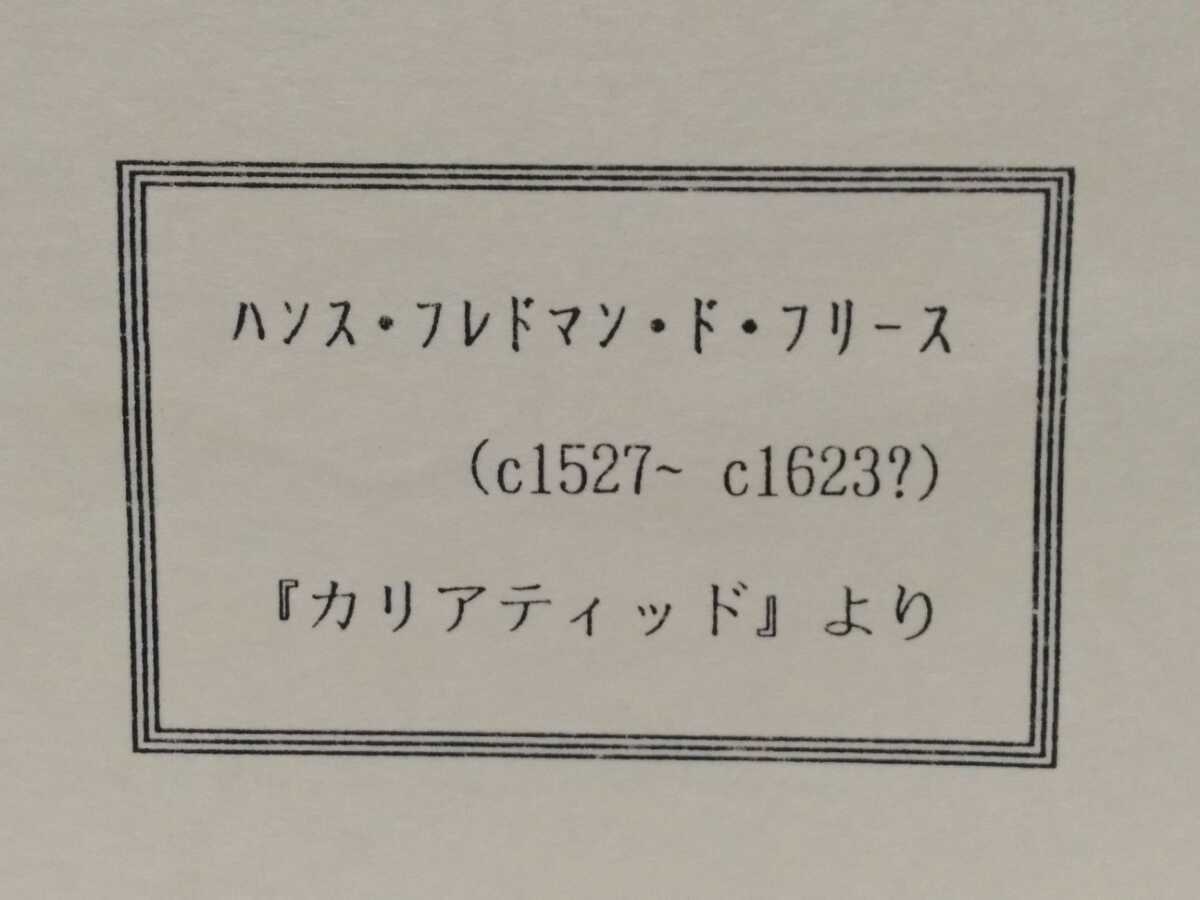 ハンス・フレドマン・ド・フリース
(c1527~ c1623?)
『カリアティッド』より